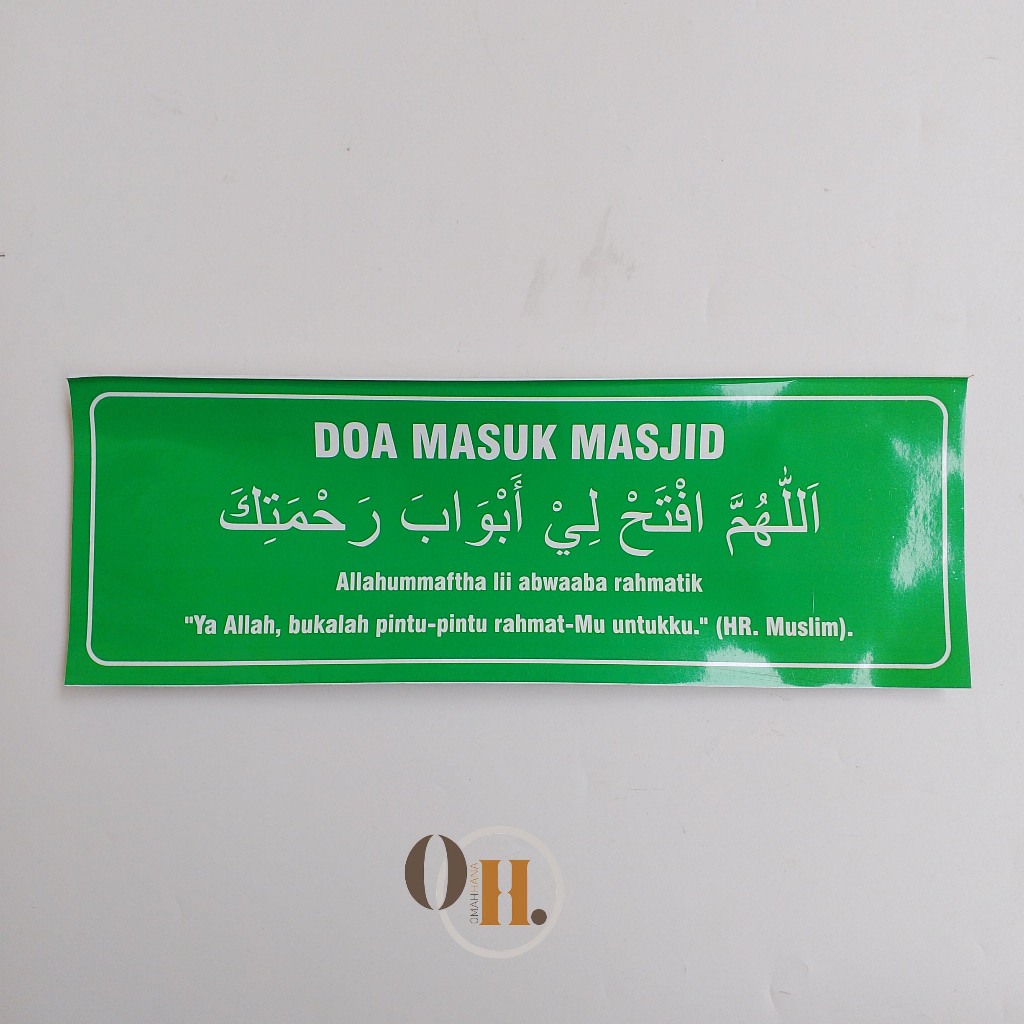 DOA MASUK MASJID
اَللّٰهُمَّ افْتَحْ لِيْ أَبْوَابَ رَحْمَتِكَ
Allahummaftha lii abwaaba rahmatik
"Ya Allah, bukalah pintu-pintu rahmat-Mu untukku." (HR. Muslim).
OH.
OMAHHANA